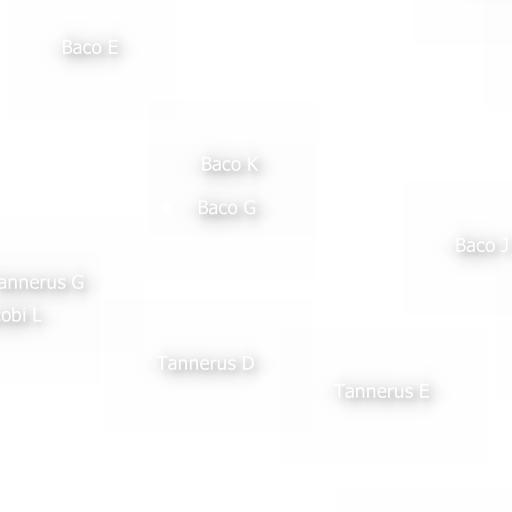 Baco E
Baco K
Baco G
Baco J
annerus G
obi L
Tannerus D
Tannerus E